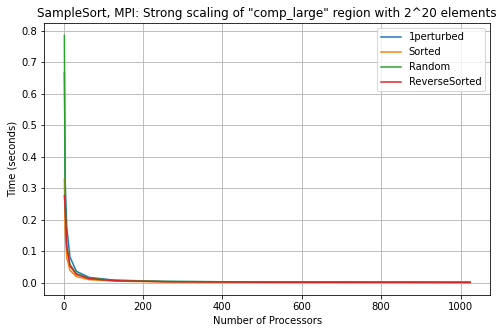 SampleSort, MPI: Strong scaling of "comp_large" region with 2^20 elements
1perturbed
Sorted
Random
ReverseSorted
Time (seconds)
0.8
0.7
0.6
0.5
0.4
0.3
0.2
0.1
0.0
0 200 400 600 800 1000
Number of Processors